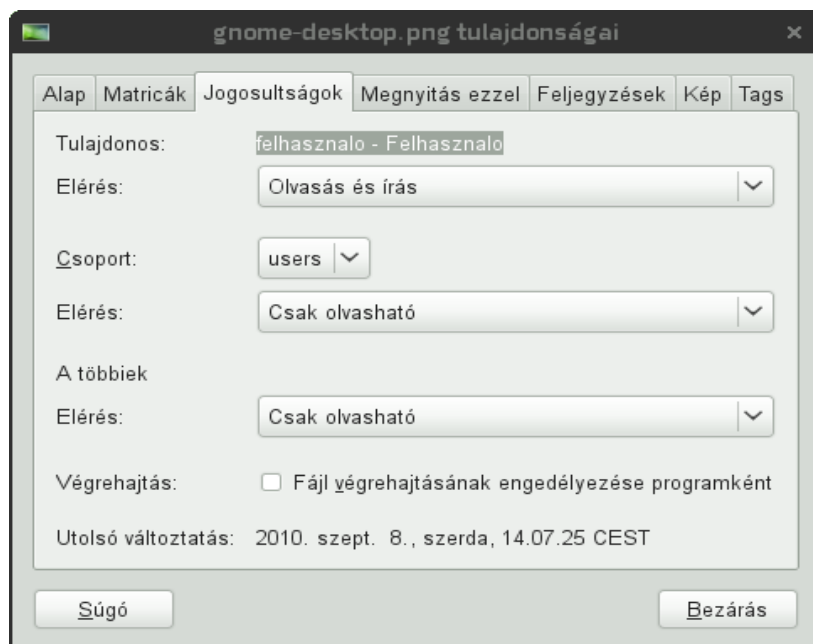 gnome-desktop.png tulajdonságai
Alap Matricák Jogosultságok Megnyitás ezzel Feljegyzések Kép Tags
Tulajdonos: felhasznalo - Felhasznalo
Elérés: Olvasás és írás
Csoport: users
Elérés: Csak olvasható
A többiek
Elérés: Csak olvasható
Végrehajtás: Fájl végrehajtásának engedélyezése programként
Utolsó változtatás: 2010. szept. 8., szerda, 14.07.25 CEST
Súgó Bezárás